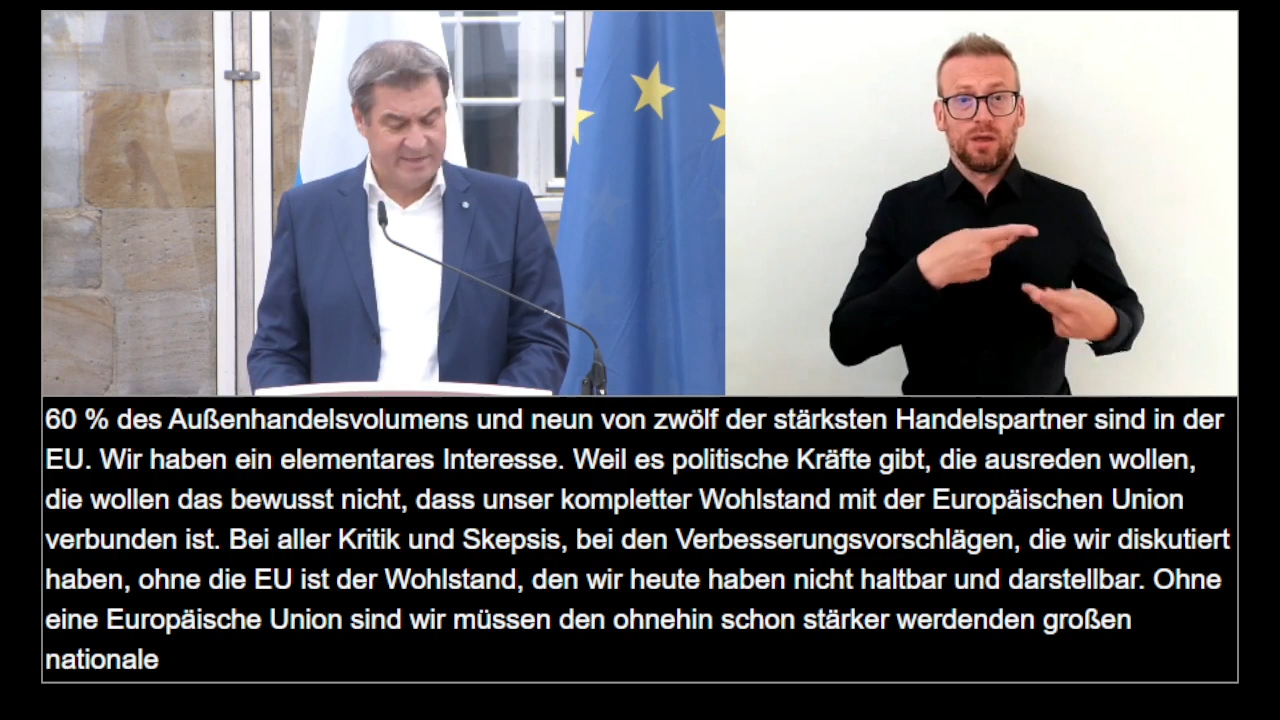 60 % des Außenhandelsvolumens und neun von zwölf der stärksten Handelspartner sind in der
EU. Wir haben ein elementares Interesse. Weil es politische Kräfte gibt, die ausreden wollen,
die wollen das bewusst nicht, dass unser kompletter Wohlstand mit der Europäischen Union
verbunden ist. Bei aller Kritik und Skepsis, bei den Verbesserungsvorschlägen, die wir diskutiert
haben, ohne die EU ist der Wohlstand, den wir heute haben nicht haltbar und darstellbar. Ohne
eine Europäische Union sind wir müssen den ohnehin schon stärker werdenden großen
nationale